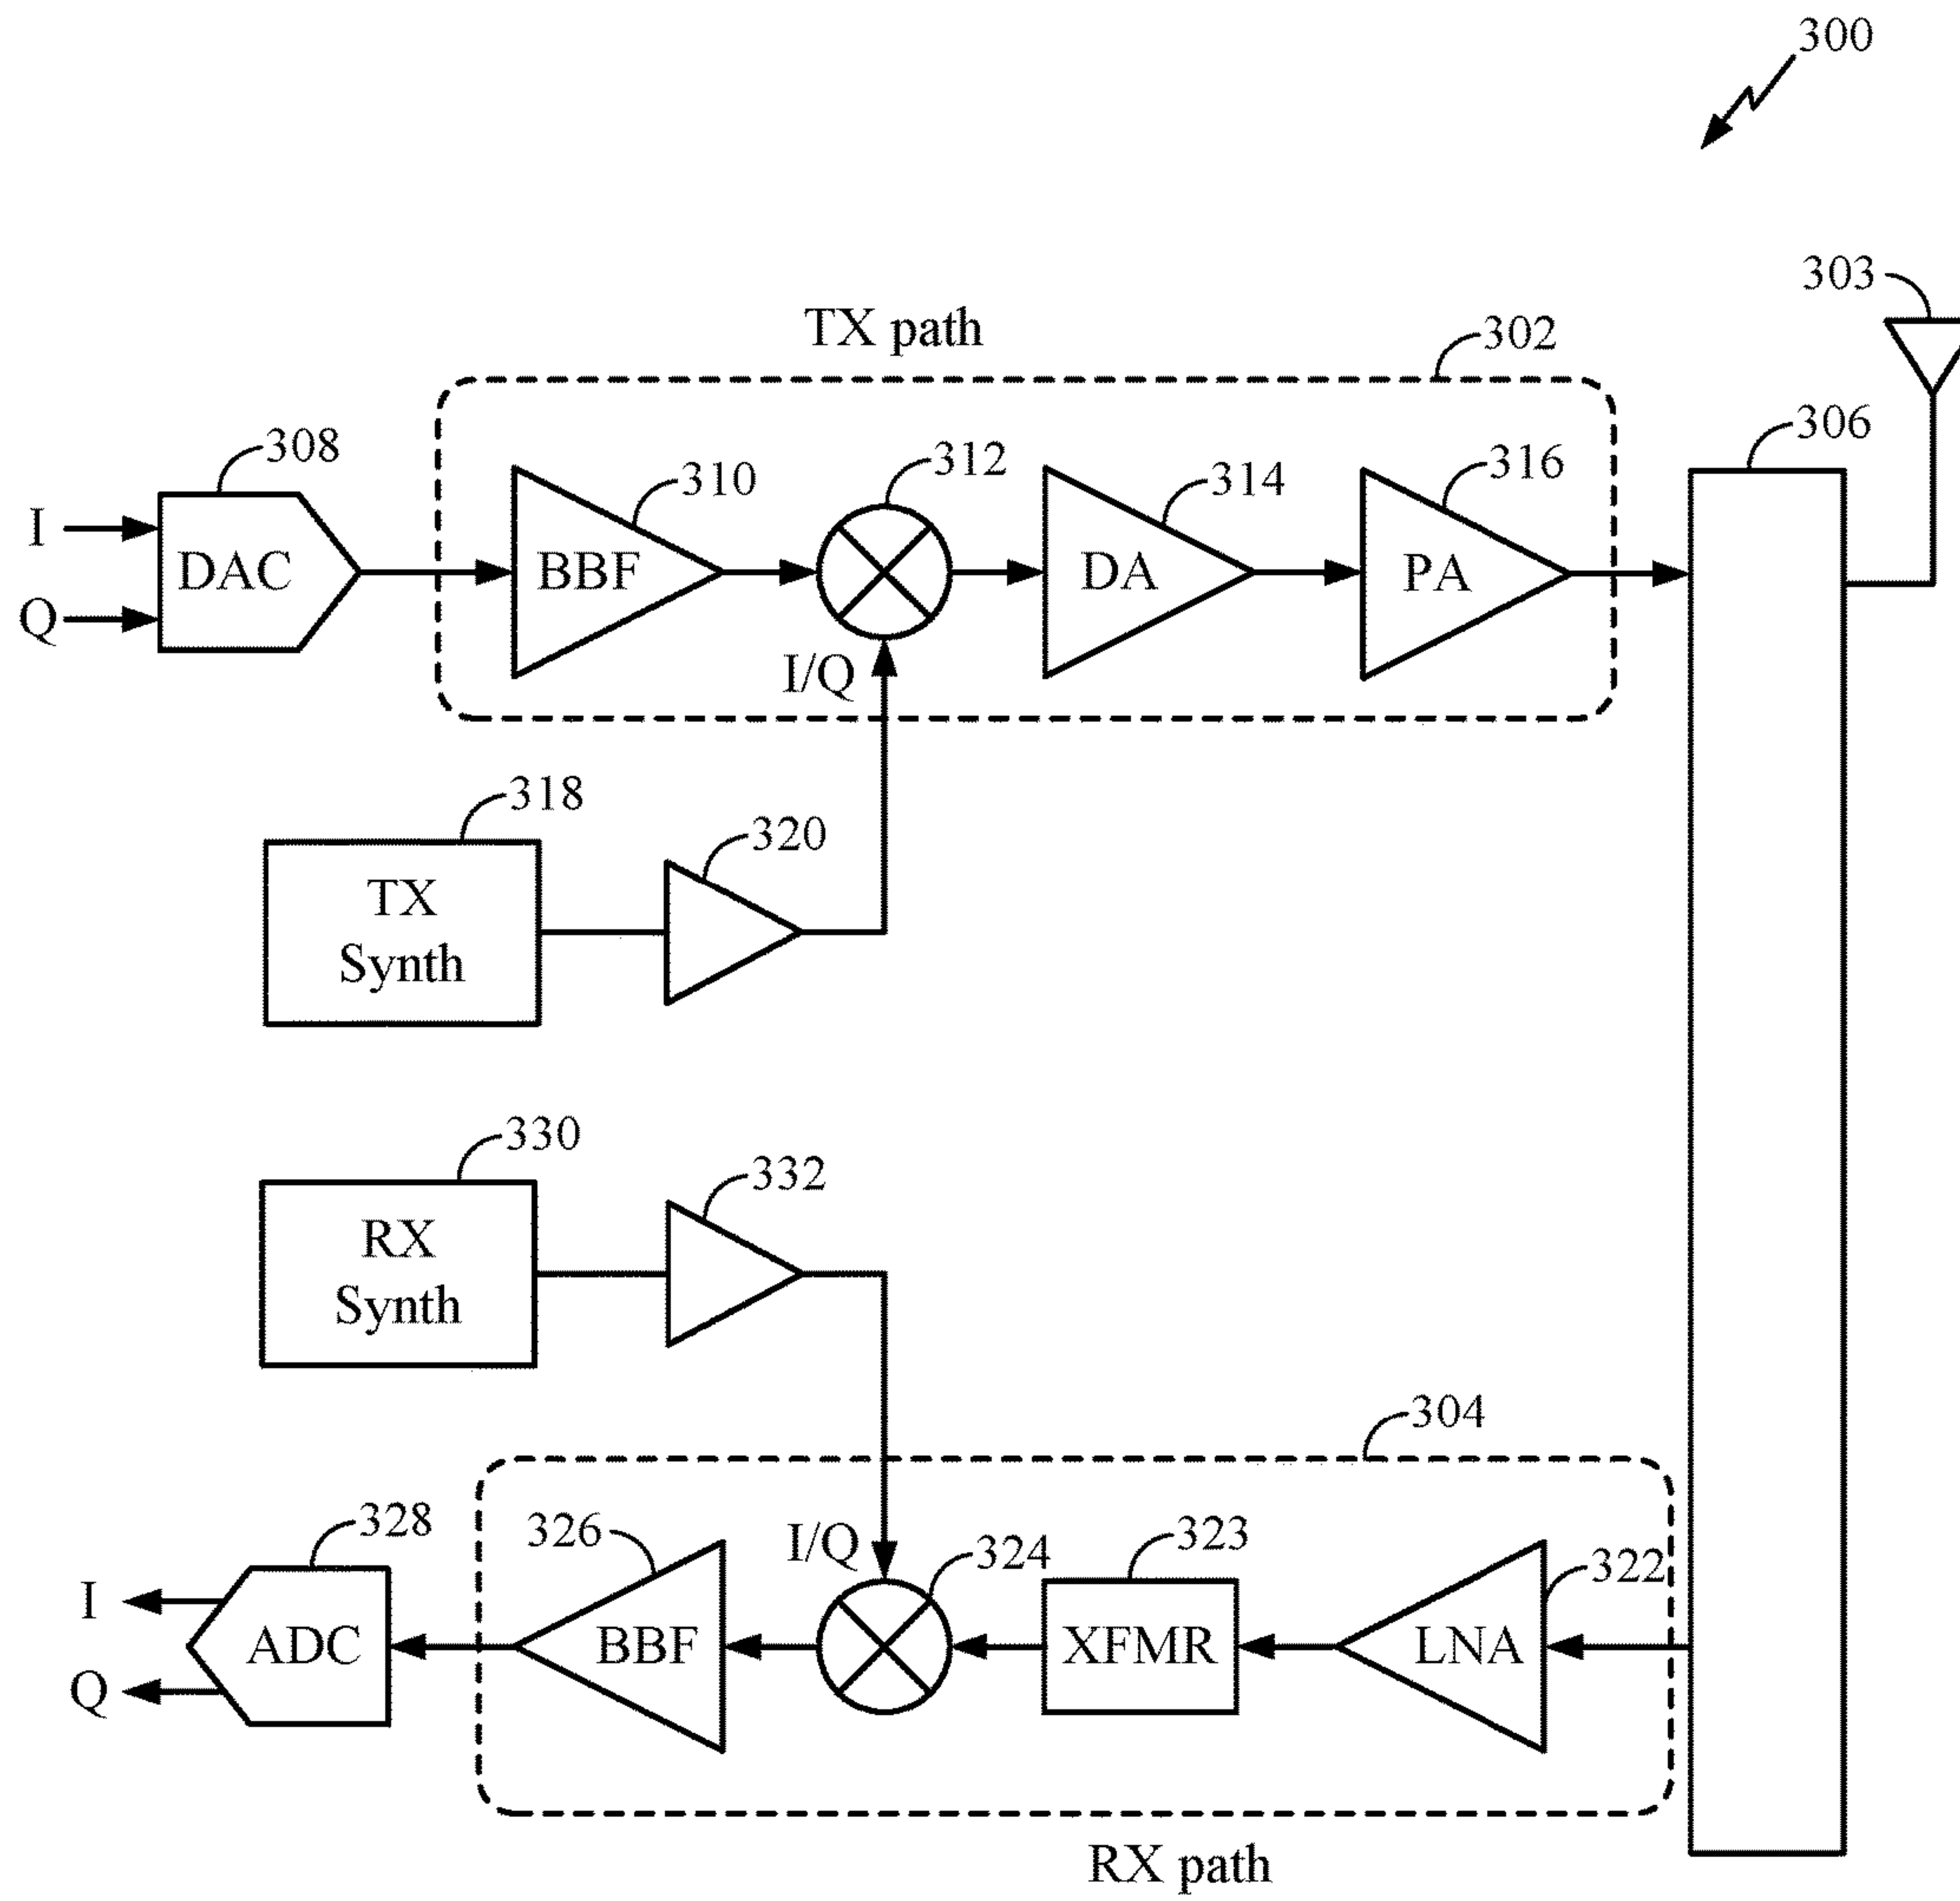 300
303
TX path
302
306
308
310
312
314
316
I
Q
DAC
BBF
DA
PA
I/Q
318
320
TX
Synth
330
332
RX
Synth
304
328
326
I/Q
324
323
322
I
Q
ADC
BBF
XFMR
LNA
RX path